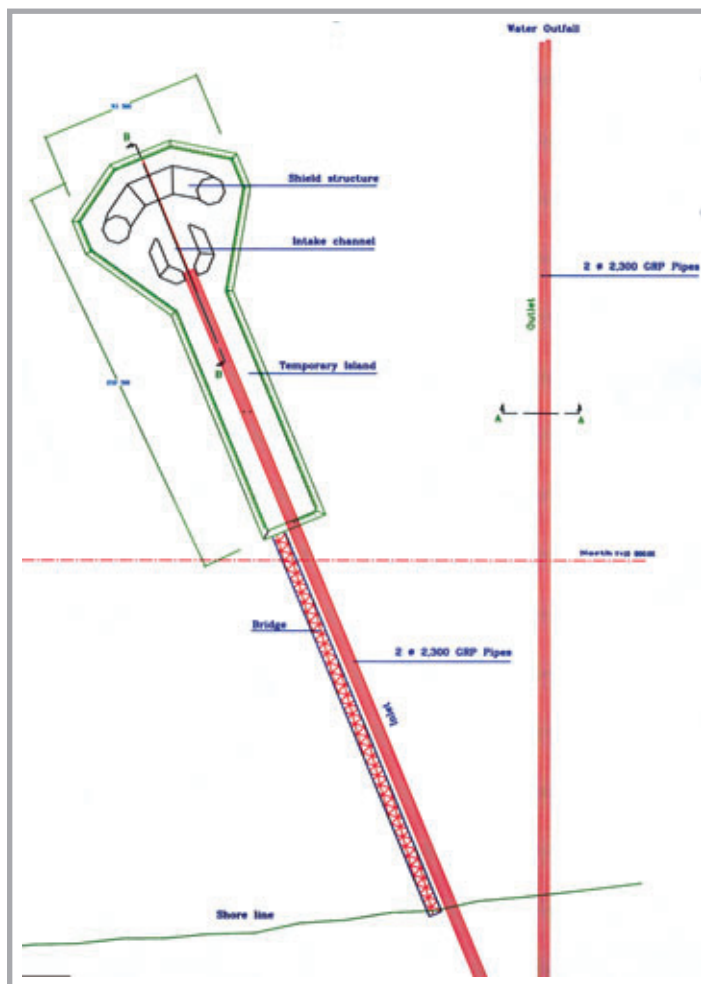 Water Outfall
B
Shield structure
Intake channel
2 # 2,300 GRP Pipes
Outlet
Temporary Island
B
A
A
North
Bridge
2 # 2,300 GRP Pipes
Inlet
Shore line